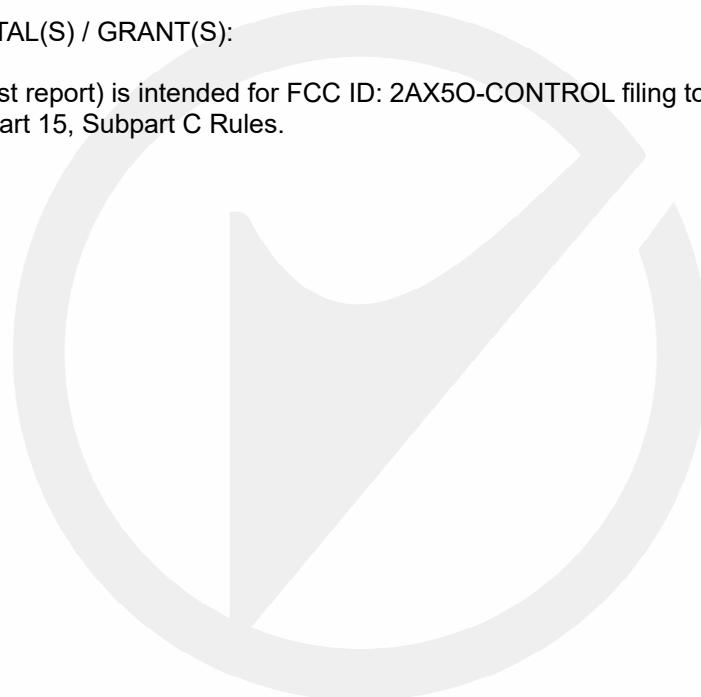 TAL(S) / GRANT(S):
st report) is intended for FCC ID: 2AX5O-CONTROL filing to
art 15, Subpart C Rules.